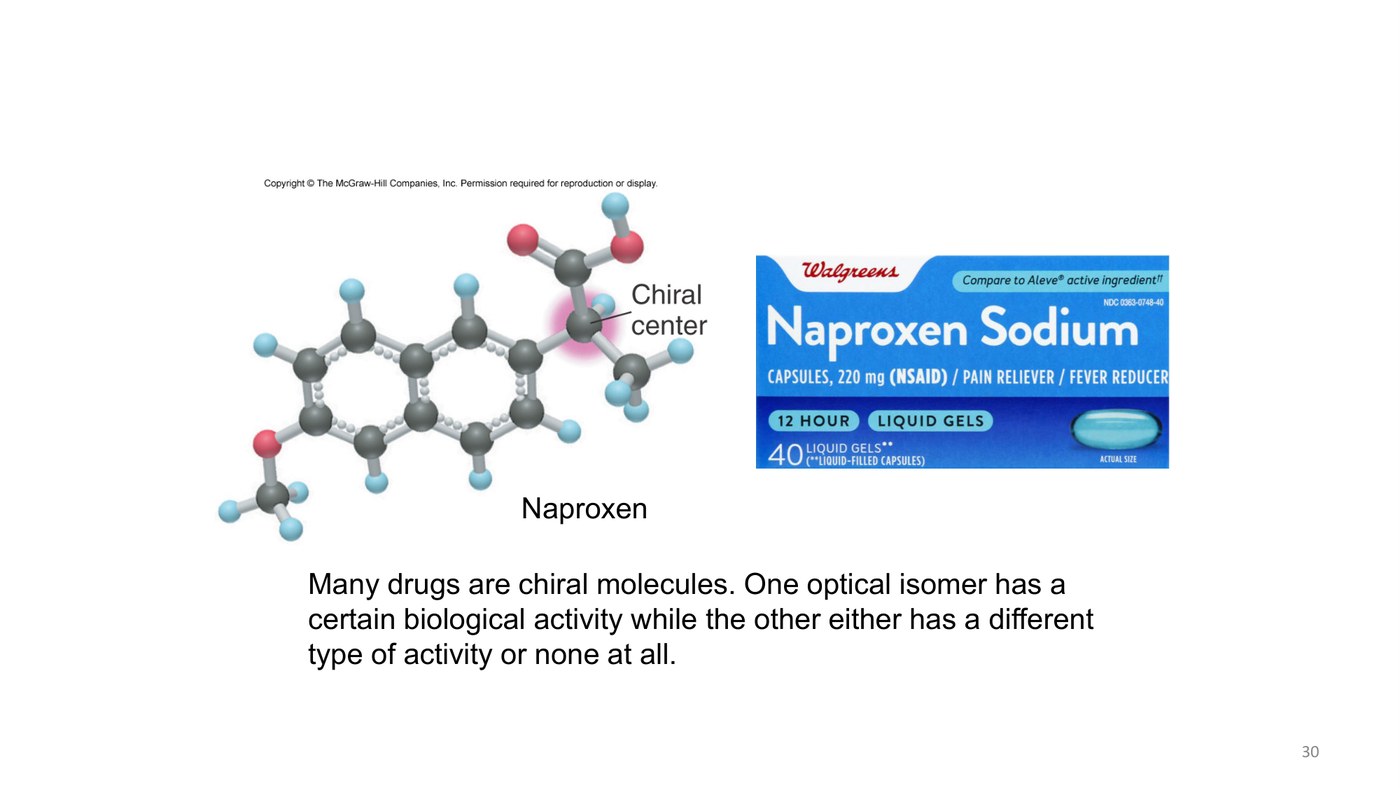 Copyright © The McGraw-Hill Companies, Inc. Permission required for reproduction or display.
Chiral
center
Naproxen
Walgreens
Compare to Aleve® active ingredient††
NDC 0363-0748-40
Naproxen Sodium
CAPSULES, 220 mg (NSAID) / PAIN RELIEVER / FEVER REDUCER
12 HOUR LIQUID GELS
40 LIQUID GELS**
(**LIQUID-FILLED CAPSULES)
ACTUAL SIZE
Many drugs are chiral molecules. One optical isomer has a
certain biological activity while the other either has a different
type of activity or none at all.
30